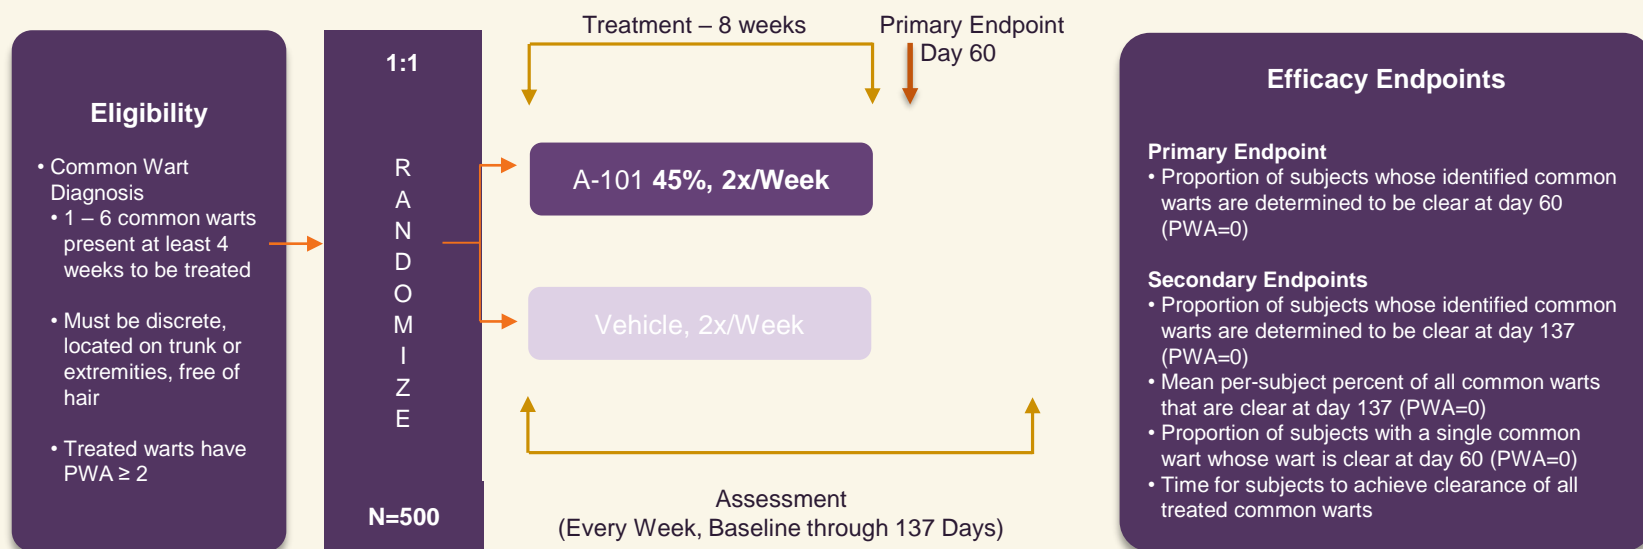 Eligibility
• Common Wart
Diagnosis
• 1 – 6 common warts
present at least 4
weeks to be treated
• Must be discrete,
located on trunk or
extremities, free of
hair
• Treated warts have
PWA ≥ 2
1:1
R
A
N
D
O
M
I
Z
E
N=500
Treatment – 8 weeks
Primary Endpoint
Day 60
A-101 45%, 2x/Week
Vehicle, 2x/Week
Assessment
(Every Week, Baseline through 137 Days)
Efficacy Endpoints
Primary Endpoint
• Proportion of subjects whose identified common
warts are determined to be clear at day 60
(PWA=0)
Secondary Endpoints
• Proportion of subjects whose identified common
warts are determined to be clear at day 137
(PWA=0)
• Mean per-subject percent of all common warts
that are clear at day 137 (PWA=0)
• Proportion of subjects with a single common
wart whose wart is clear at day 60 (PWA=0)
• Time for subjects to achieve clearance of all
treated common warts